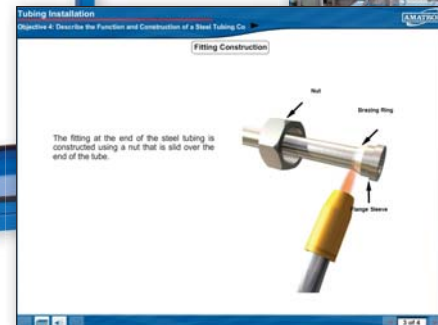 Tubing Installation
Objective 4: Describe the Function and Construction of a Steel Tubing Co
AMATRO
Fitting Construction
Nut
Brazing Ring
The fitting at the end of the steel tubing is
constructed using a nut that is slid over the
end of the tube.
Flange Sleeve
3 of 4